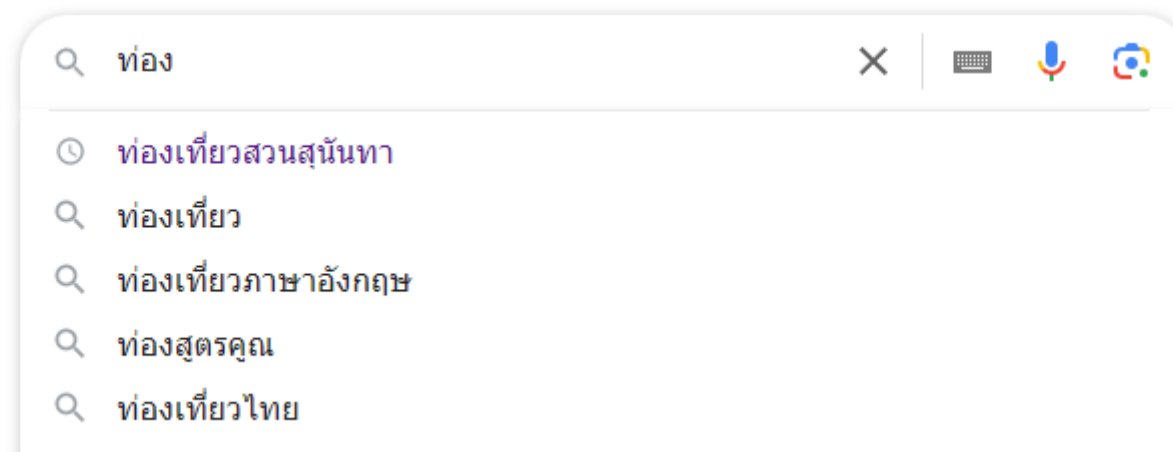 ท่อง
ท่องเที่ยวสวนสุนันทา
ท่องเที่ยว
ท่องเที่ยวภาษาอังกฤษ
ท่องสูตรคูณ
ท่องเที่ยวไทย